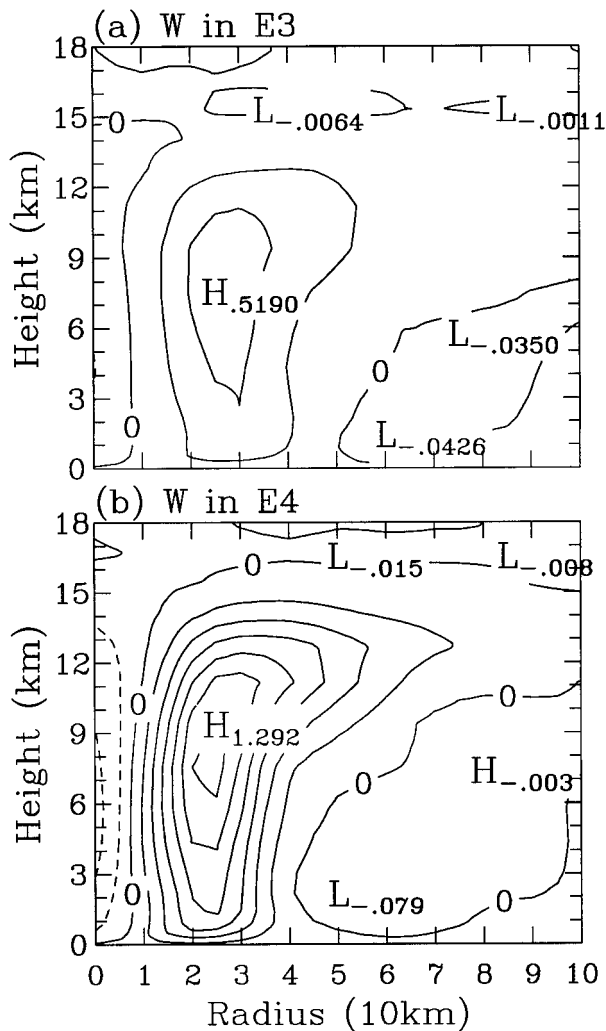 (a) W in E3
18
15
12
9
6
3
0
Height (km)
0
L-.0064
L-.0011
H.5190
L-.0350
0
0
L-.0426
(b) W in E4
18
15
12
9
6
3
0
Height (km)
0
L-.015
L-.008
0
H1.292
0
H-.003
0
L-.079
0
0 1 2 3 4 5 6 7 8 9 10
Radius (10km)